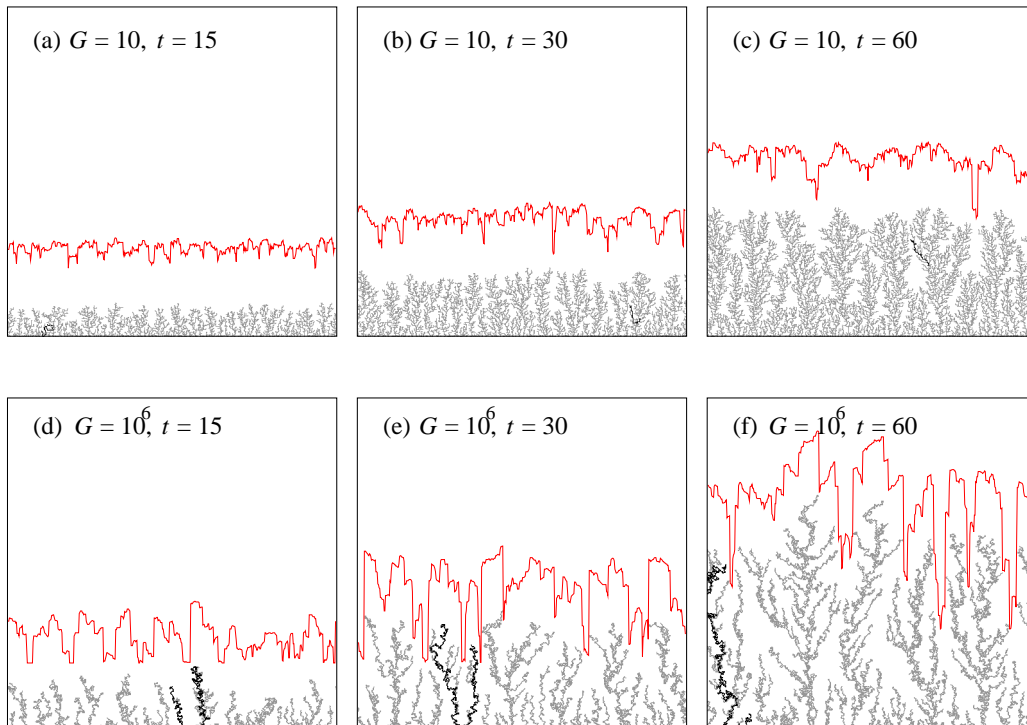 (a) G = 10, t = 15
(b) G = 10, t = 30
(c) G = 10, t = 60
(d) G = 10⁶, t = 15
(e) G = 10⁶, t = 30
(f) G = 10⁶, t = 60